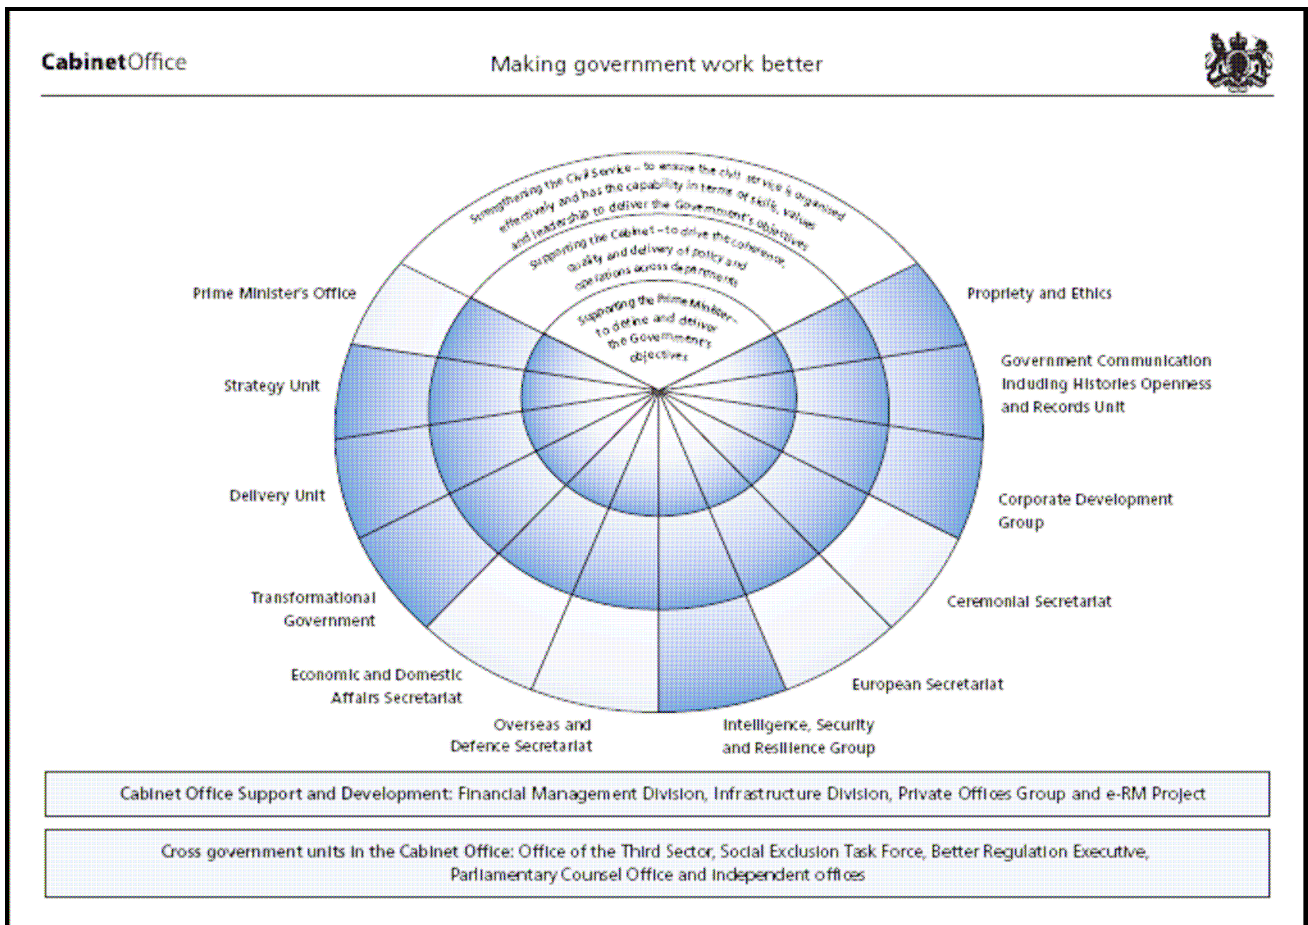 CabinetOffice
Making government work better
Strengthening the Civil Service – to ensure the civil service is organised
effectively and has the capability in terms of skills, values
and leadership to deliver the Government's objectives
Supporting the Cabinet – to drive the coherence,
quality and delivery of policy and
operations across departments
Supporting the Prime Minister –
to define and deliver
the Government's
objectives
Prime Minister's Office
Strategy Unit
Delivery Unit
Transformational
Government
Economic and Domestic
Affairs Secretariat
Overseas and
Defence Secretariat
Intelligence, Security
and Resilience Group
European Secretariat
Ceremonial Secretariat
Corporate Development
Group
Government Communication
including Histories Openness
and Records Unit
Propriety and Ethics
Cabinet Office Support and Development: Financial Management Division, Infrastructure Division, Private Offices Group and e-RM Project
Cross government units in the Cabinet Office: Office of the Third Sector, Social Exclusion Task Force, Better Regulation Executive,
Parliamentary Counsel Office and independent offices